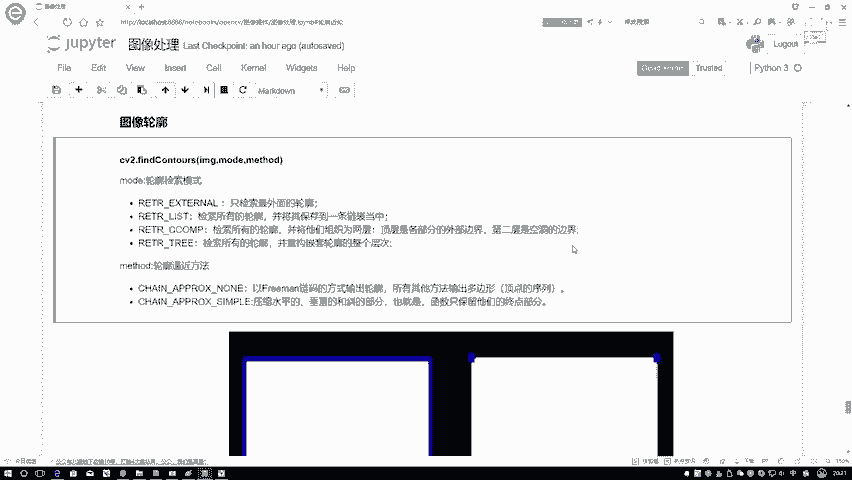 jupyter 图像处理 Last Checkpoint: an hour ago (autosaved)
Logout
File Edit View Insert Cell Kernel Widgets Help
Trusted
Python 3
Markdown
图像轮廓
cv2.findContours(img,mode,method)
mode:轮廓检索模式
RETR_EXTERNAL：只检索最外面的轮廓；
RETR_LIST：检索所有的轮廓，并将其保存到一条链表当中；
RETR_CCOMP：检索所有的轮廓，并将他们组织为两层：顶层是各部分的外部边界，第二层是空洞的边界;
RETR_TREE：检索所有的轮廓，并重构嵌套轮廓的整个层次;
method:轮廓逼近方法
CHAIN_APPROX_NONE：以Freeman链码的方式输出轮廓，所有其他方法输出多边形（顶点的序列）。
CHAIN_APPROX_SIMPLE:压缩水平的、垂直的和斜的部分，也就是，函数只保留他们的终点部分。
20:21